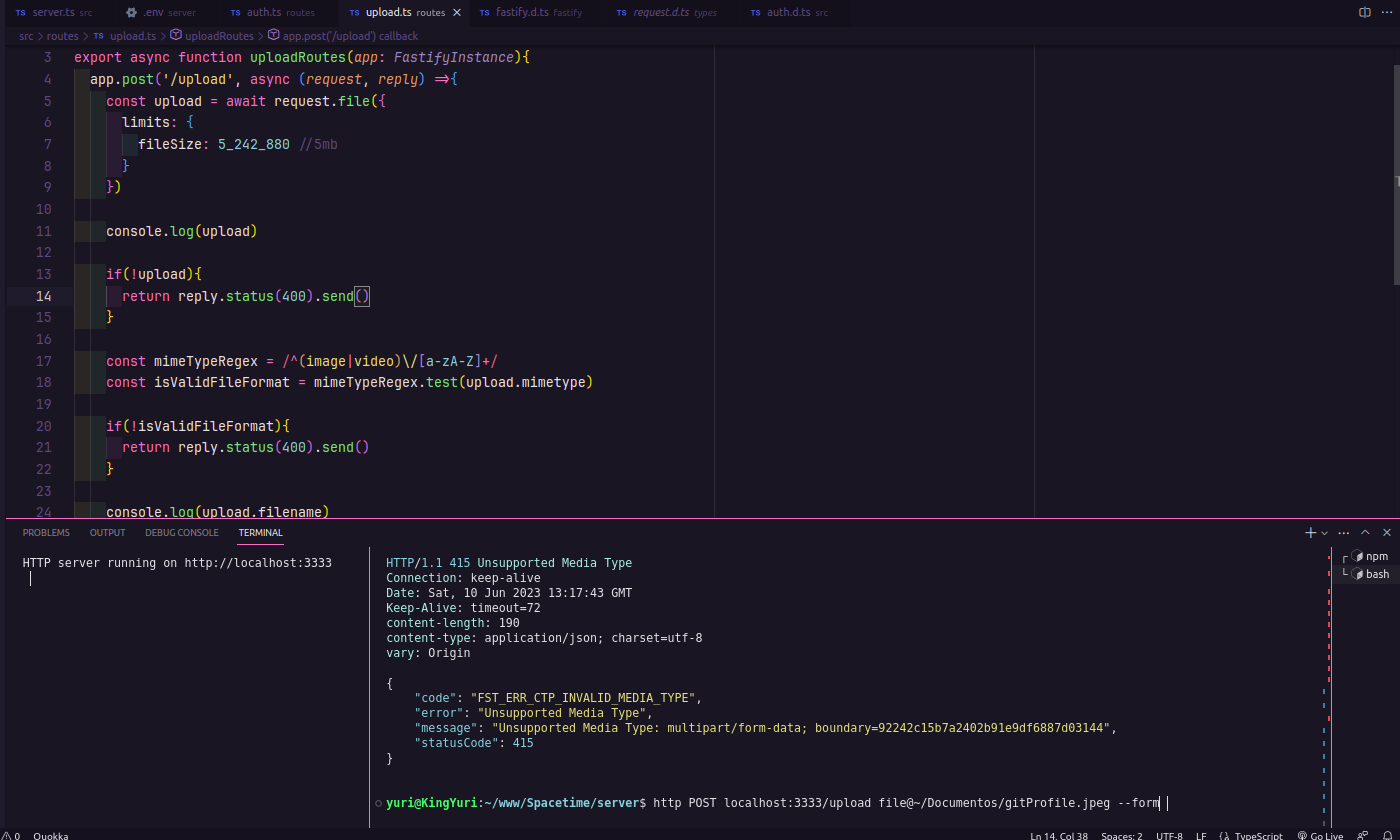 TS server.ts src .env server TS auth.ts routes TS upload.ts routes TS fastify.d.ts fastify TS request.d.ts types TS auth.d.ts src
src > routes > TS upload.ts > uploadRoutes > app.post('/upload') callback
3 export async function uploadRoutes(app: FastifyInstance){
4 app.post('/upload', async (request, reply) =>{
5 const upload = await request.file({
6 limits: {
7 fileSize: 5_242_880 //5mb
8 }
9 })
10
11 console.log(upload)
12
13 if(!upload){
14 return reply.status(400).send()
15 }
16
17 const mimeTypeRegex = /^(image|video)\/[a-zA-Z]+/
18 const isValidFileFormat = mimeTypeRegex.test(upload.mimetype)
19
20 if(!isValidFileFormat){
21 return reply.status(400).send()
22 }
23
24 console.log(upload.filename)
PROBLEMS OUTPUT DEBUG CONSOLE TERMINAL
HTTP server running on http://localhost:3333
HTTP/1.1 415 Unsupported Media Type
Connection: keep-alive
Date: Sat, 10 Jun 2023 13:17:43 GMT
Keep-Alive: timeout=72
content-length: 190
content-type: application/json; charset=utf-8
vary: Origin
{
"code": "FST_ERR_CTP_INVALID_MEDIA_TYPE",
"error": "Unsupported Media Type",
"message": "Unsupported Media Type: multipart/form-data; boundary=92242c15b7a2402b91e9df6887d03144",
"statusCode": 415
}
yuri@KingYuri:~/www/Spacetime/server$ http POST localhost:3333/upload file@~/Documentos/gitProfile.jpeg --form
npm
bash
0 Quokka Ln 14, Col 38 Spaces: 2 UTF-8 LF {} TypeScript Go Live